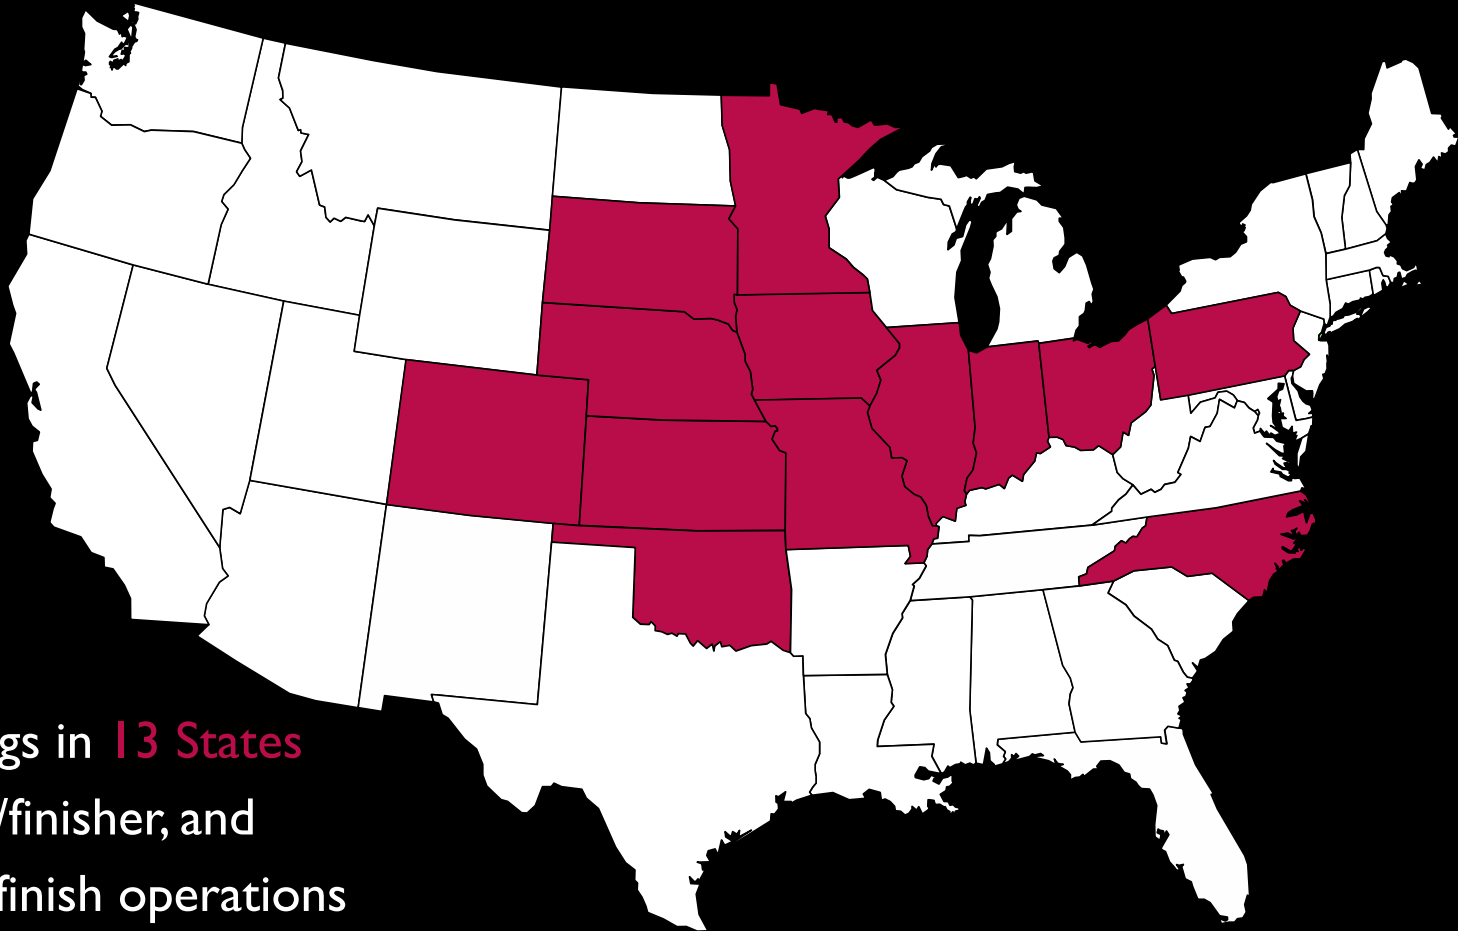 gs in 13 States
/finisher, and
finish operations